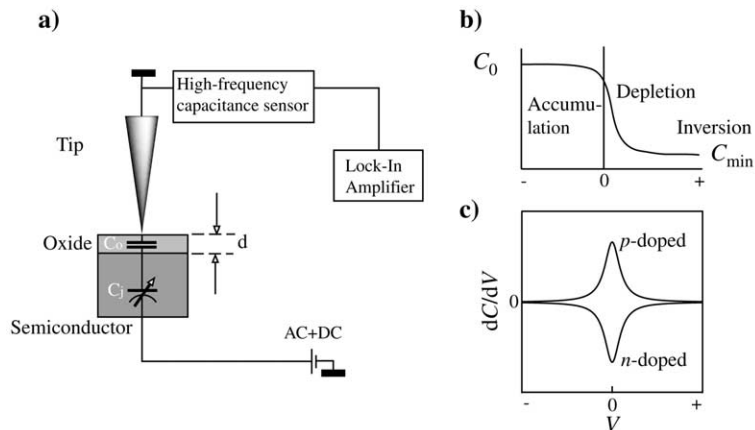 a)
High-frequency
capacitance sensor
Tip
Lock-In
Amplifier
Oxide
Co
d
Cj
Semiconductor
AC+DC
b)
C0
Depletion
Accumu-
lation
Inversion
Cmin
- 0 +
c)
p-doped
dC/dV
0
n-doped
- 0 +
V